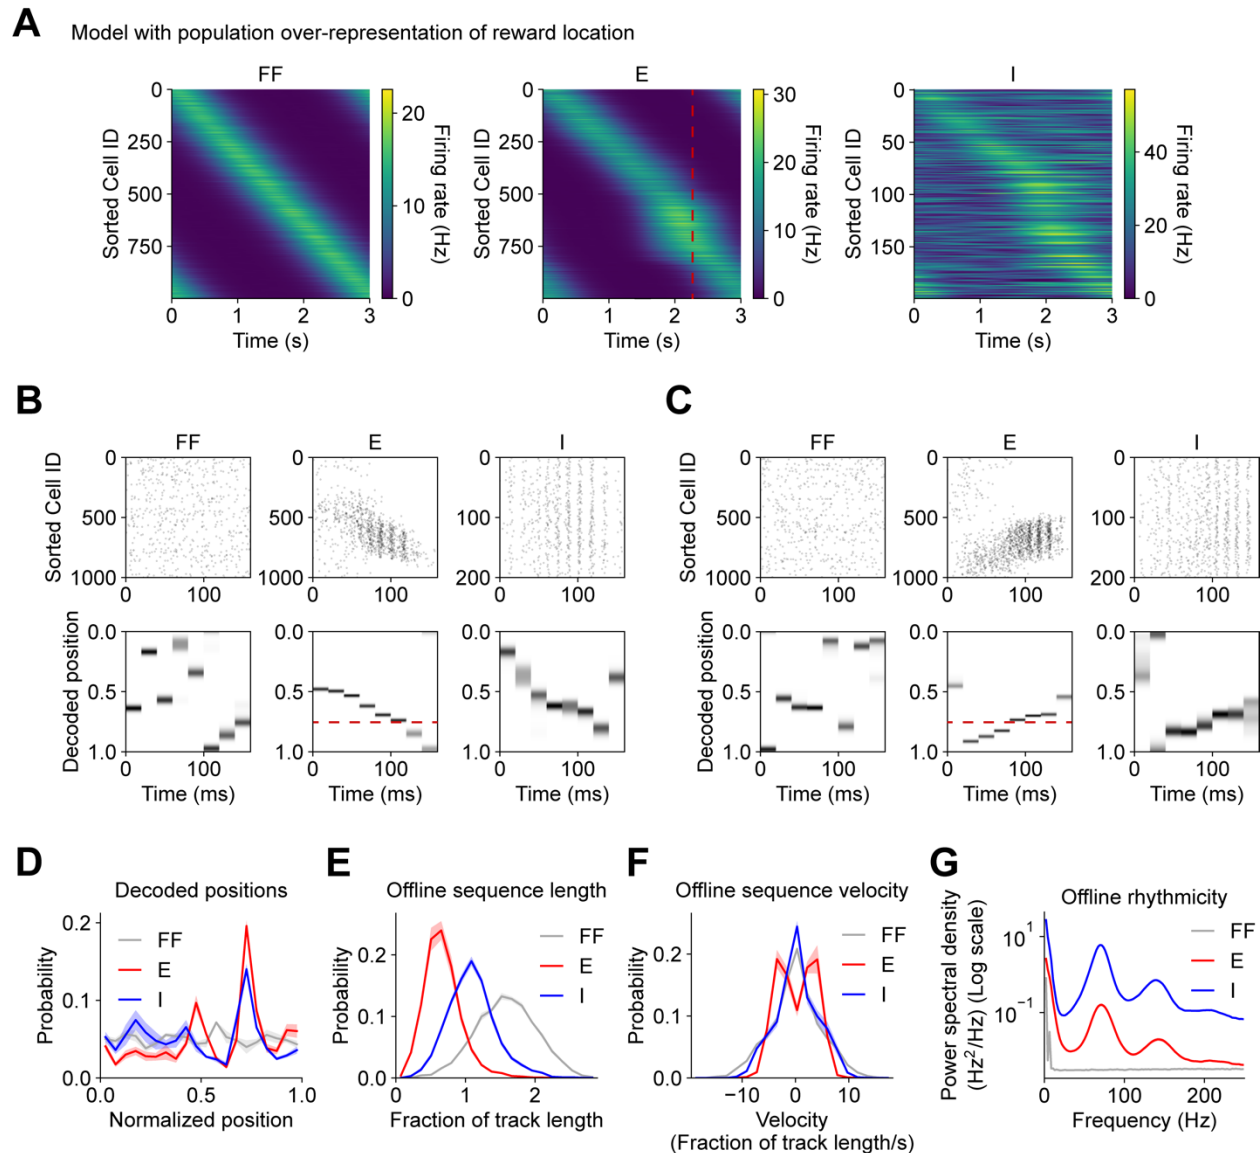 A
Model with population over-representation of reward location
FF
E
I
0
250
500
750
Sorted Cell ID
0 1 2 3
Time (s)
20
10
0
Firing rate (Hz)
0
250
500
750
Sorted Cell ID
0 1 2 3
Time (s)
30
20
10
0
Firing rate (Hz)
0
50
100
150
Sorted Cell ID
0 1 2 3
Time (s)
40
20
0
Firing rate (Hz)
B
FF
E
I
Sorted Cell ID
0
500
1000
0 100
0
500
1000
0 100
0
100
200
0 100
Decoded position
0.0
0.5
1.0
0 100
Time (ms)
0.0
0.5
1.0
0 100
Time (ms)
0.0
0.5
1.0
0 100
Time (ms)
C
FF
E
I
Sorted Cell ID
0
500
1000
0 100
0
500
1000
0 100
0
100
200
0 100
Decoded position
0.0
0.5
1.0
0 100
Time (ms)
0.0
0.5
1.0
0 100
Time (ms)
0.0
0.5
1.0
0 100
Time (ms)
D
Decoded positions
Probability
0.2
0.1
0.0
FF
E
I
0.0 0.5 1.0
Normalized position
E
Offline sequence length
Probability
0.2
0.1
0.0
FF
E
I
0 1 2
Fraction of track length
F
Offline sequence velocity
Probability
0.3
0.2
0.1
0.0
FF
E
I
−10 0 10
Velocity
(Fraction of track length/s)
G
Offline rhythmicity
Power spectral density
(Hz²/Hz) (Log scale)
10¹
10⁻¹
FF
E
I
0 100 200
Frequency (Hz)